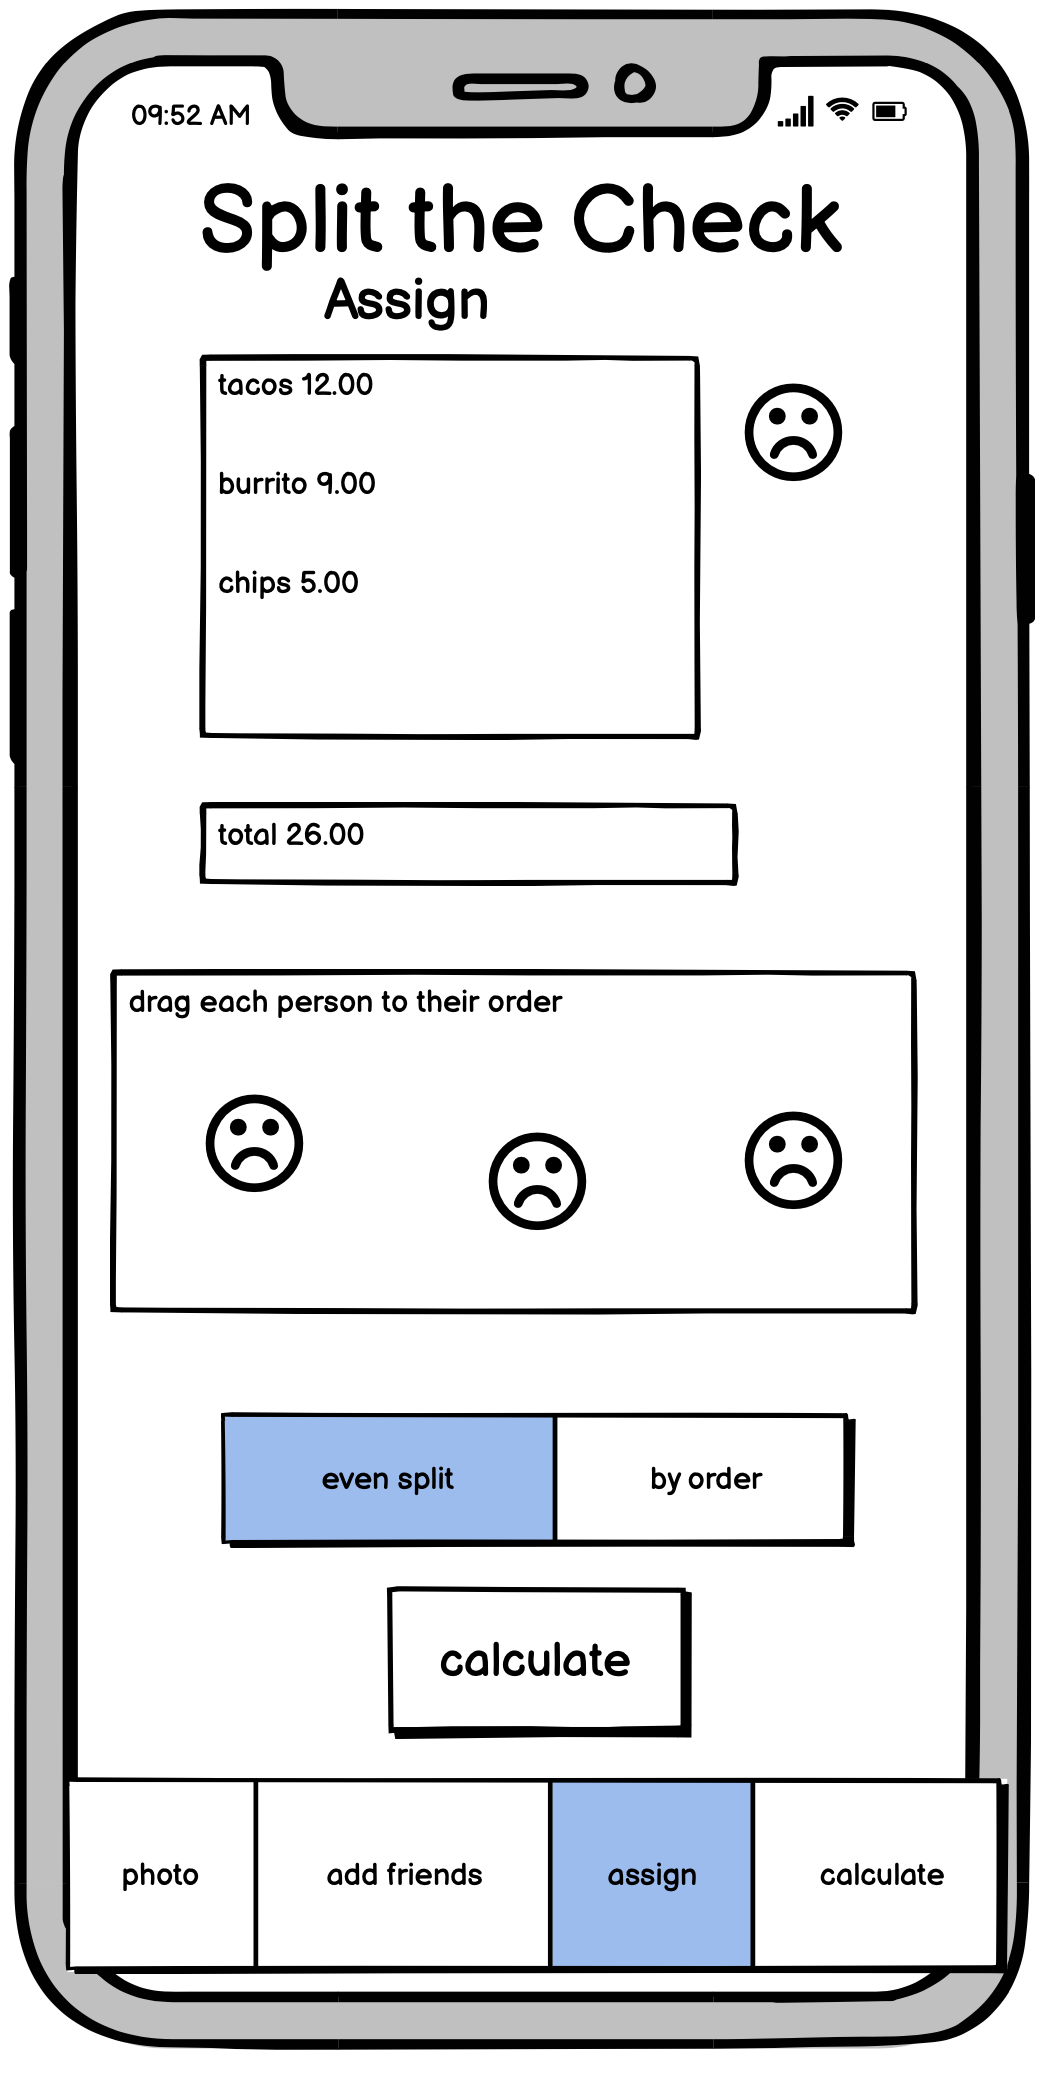 09:52 AM
Split the Check
Assign
tacos 12.00
burrito 9.00
chips 5.00
total 26.00
drag each person to their order
even split
by order
calculate
photo
add friends
assign
calculate